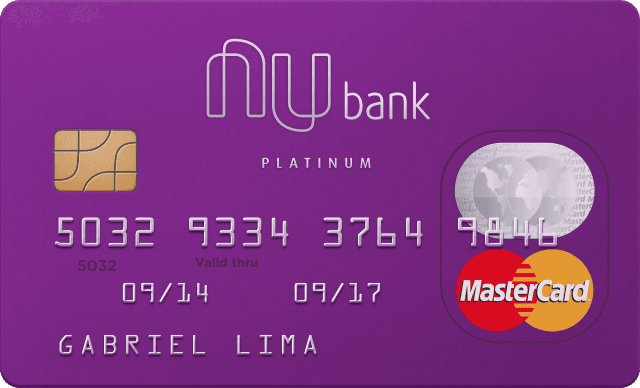 nu bank
PLATINUM
5032 9334 3764 9846
5032 Valid thru
09/14 09/17
MasterCard
GABRIEL LIMA